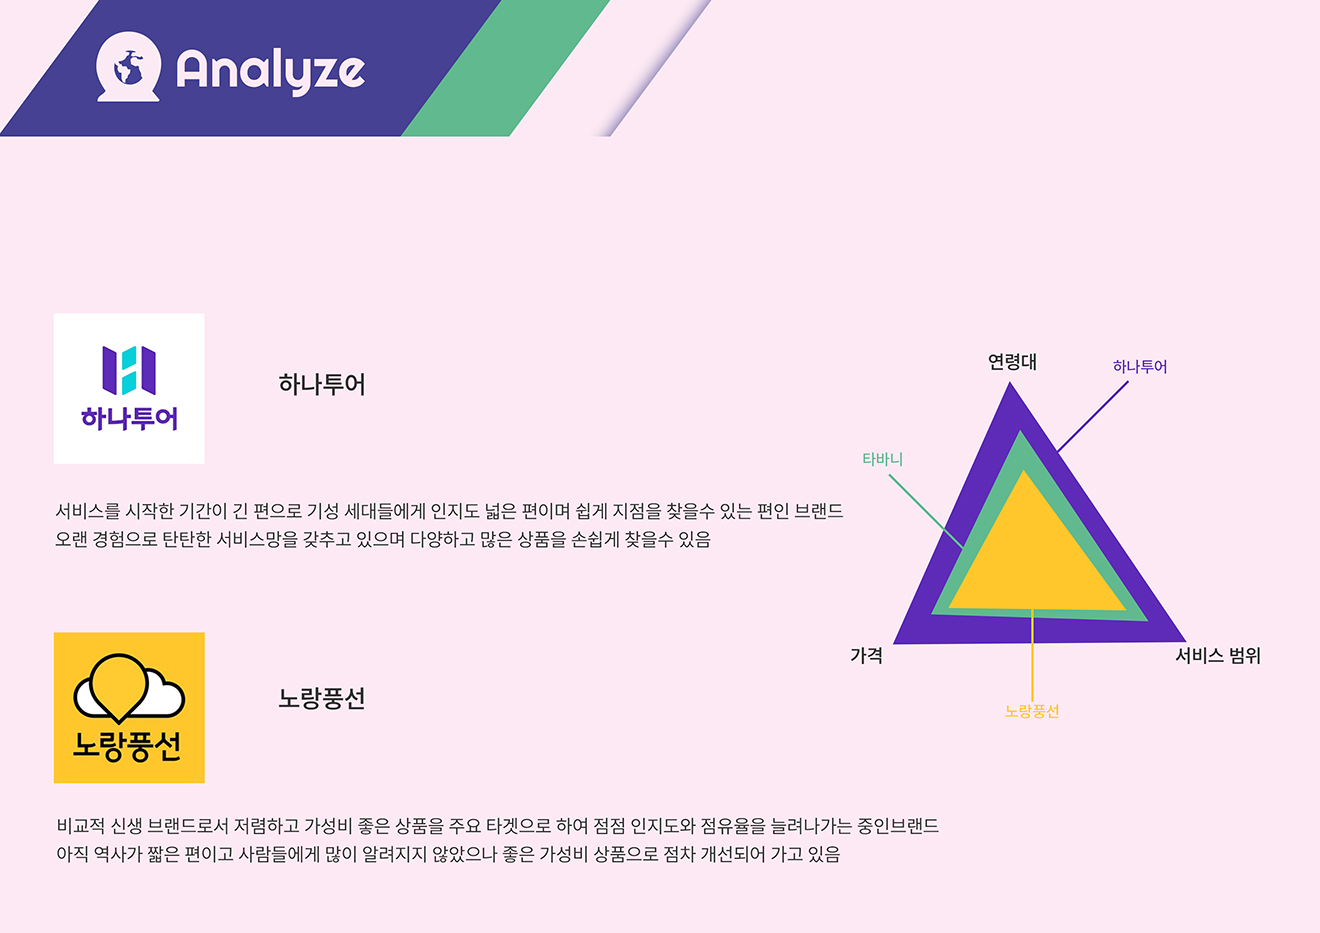 Analyze
하나투어
하나투어
서비스를 시작한 기간이 긴 편으로 기성 세대들에게 인지도 넓은 편이며 쉽게 지점을 찾을수 있는 편인 브랜드
오랜 경험으로 탄탄한 서비스망을 갖추고 있으며 다양하고 많은 상품을 손쉽게 찾을수 있음
연령대
하나투어
타바니
가격
서비스 범위
노랑풍선
노랑풍선
노랑풍선
비교적 신생 브랜드로서 저렴하고 가성비 좋은 상품을 주요 타겟으로 하여 점점 인지도와 점유율을 늘려나가는 중인브랜드
아직 역사가 짧은 편이고 사람들에게 많이 알려지지 않았으나 좋은 가성비 상품으로 점차 개선되어 가고 있음